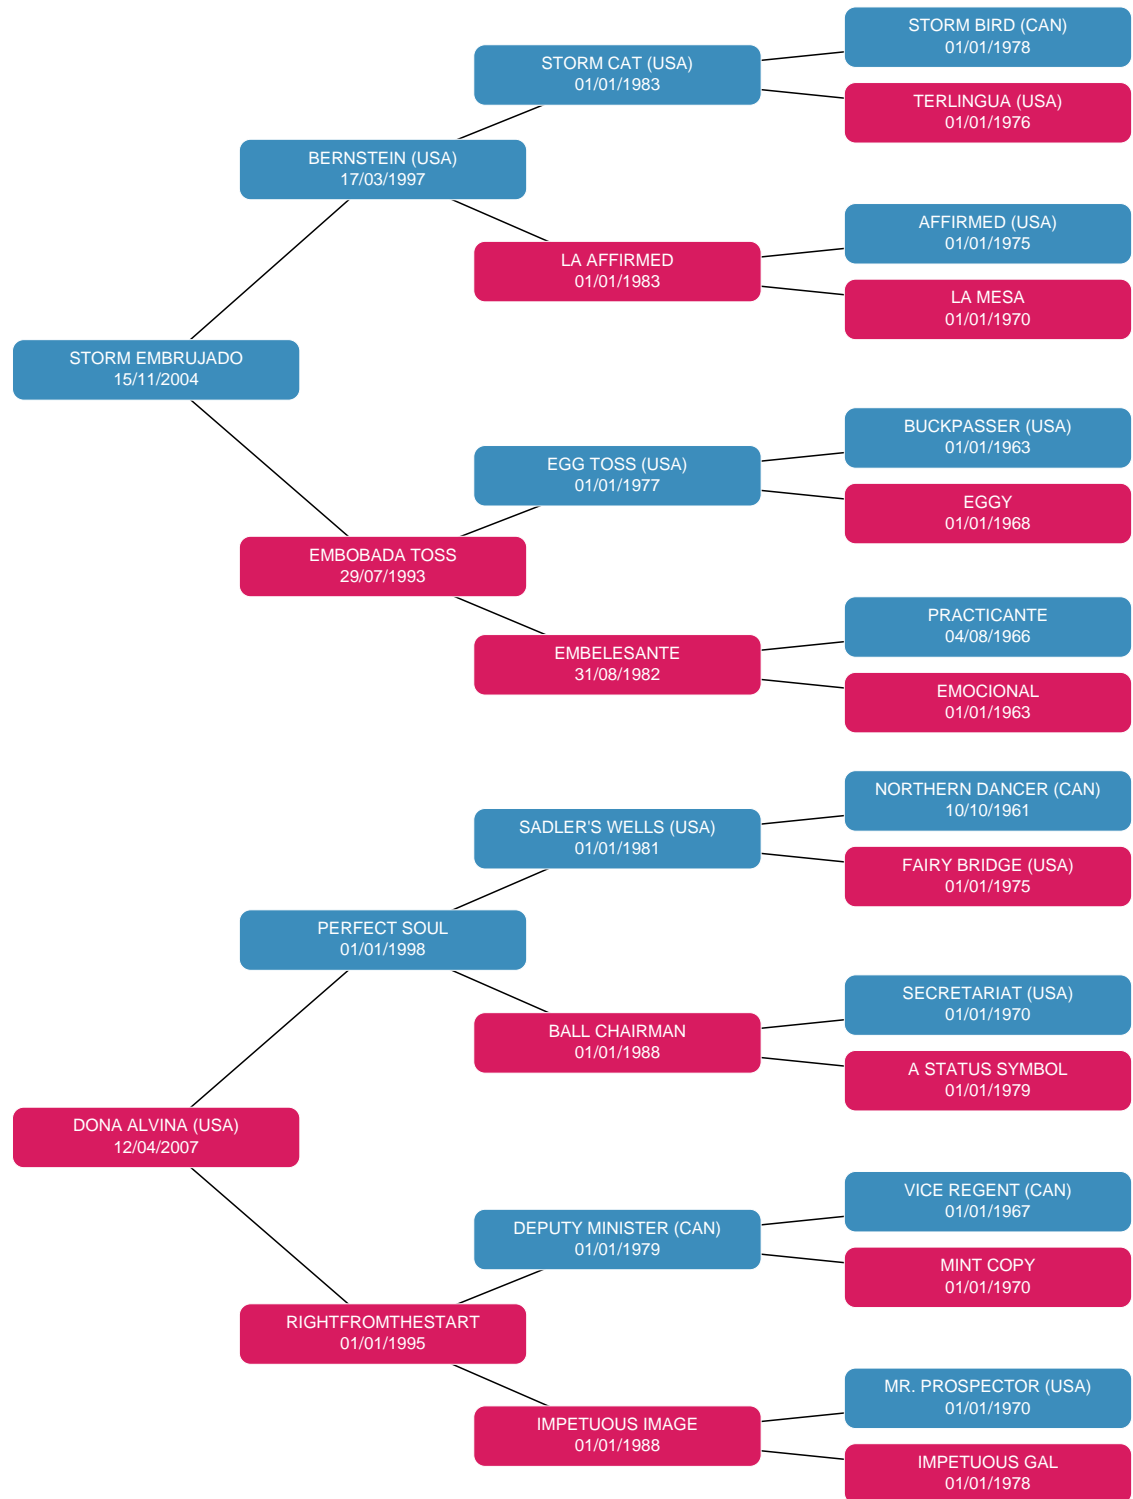 STORM BIRD (CAN)
01/01/1978
STORM CAT (USA)
01/01/1983
TERLINGUA (USA)
01/01/1976
BERNSTEIN (USA)
17/03/1997
AFFIRMED (USA)
01/01/1975
LA AFFIRMED
01/01/1983
LA MESA
01/01/1970
STORM EMBRUJADO
15/11/2004
BUCKPASSER (USA)
01/01/1963
EGG TOSS (USA)
01/01/1977
EGGY
01/01/1968
EMBOBADA TOSS
29/07/1993
PRACTICANTE
04/08/1966
EMBELESANTE
31/08/1982
EMOCIONAL
01/01/1963
NORTHERN DANCER (CAN)
10/10/1961
SADLER'S WELLS (USA)
01/01/1981
FAIRY BRIDGE (USA)
01/01/1975
PERFECT SOUL
01/01/1998
SECRETARIAT (USA)
01/01/1970
BALL CHAIRMAN
01/01/1988
A STATUS SYMBOL
01/01/1979
DONA ALVINA (USA)
12/04/2007
VICE REGENT (CAN)
01/01/1967
DEPUTY MINISTER (CAN)
01/01/1979
MINT COPY
01/01/1970
RIGHTFROMTHESTART
01/01/1995
MR. PROSPECTOR (USA)
01/01/1970
IMPETUOUS IMAGE
01/01/1988
IMPETUOUS GAL
01/01/1978